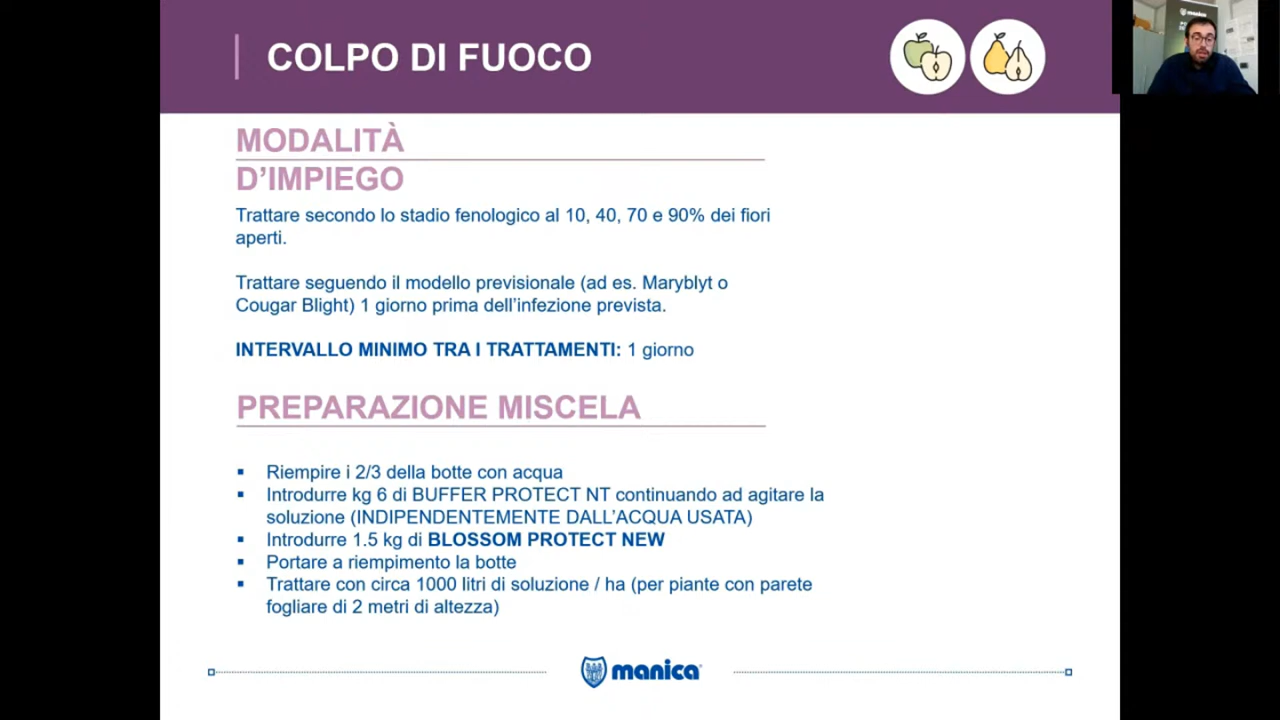 COLPO DI FUOCO
MODALITÀ
D'IMPIEGO
Trattare secondo lo stadio fenologico al 10, 40, 70 e 90% dei fiori
aperti.
Trattare seguendo il modello previsionale (ad es. Maryblyt o
Cougar Blight) 1 giorno prima dell'infezione prevista.
INTERVALLO MINIMO TRA I TRATTAMENTI: 1 giorno
PREPARAZIONE MISCELA
▪ Riempire i 2/3 della botte con acqua
▪ Introdurre kg 6 di BUFFER PROTECT NT continuando ad agitare la
soluzione (INDIPENDENTEMENTE DALL'ACQUA USATA)
▪ Introdurre 1.5 kg di BLOSSOM PROTECT NEW
▪ Portare a riempimento la botte
▪ Trattare con circa 1000 litri di soluzione / ha (per piante con parete
fogliare di 2 metri di altezza)
manica
manica